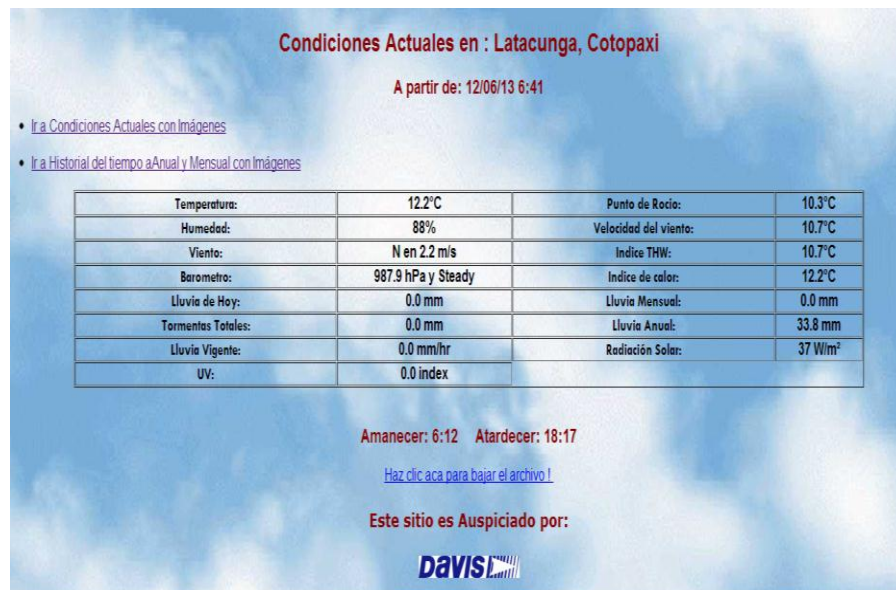 Condiciones Actuales en : Latacunga, Cotopaxi
A partir de: 12/06/13 6:41
Ir a Condiciones Actuales con Imágenes
Ir a Historial del tiempo aAnual y Mensual con Imágenes
Temperatura: 12.2°C Punto de Rocio: 10.3°C
Humedad: 88% Velocidad del viento: 10.7°C
Viento: N en 2.2 m/s Indice THW: 10.7°C
Barometro: 987.9 hPa y Steady Indice de calor: 12.2°C
Lluvia de Hoy: 0.0 mm Lluvia Mensual: 0.0 mm
Tormentas Totales: 0.0 mm Lluvia Anual: 33.8 mm
Lluvia Vigente: 0.0 mm/hr Radiación Solar: 37 W/m²
UV: 0.0 index
Amanecer: 6:12 Atardecer: 18:17
Haz clic aca para bajar el archivo !
Este sitio es Auspiciado por:
DAVIS